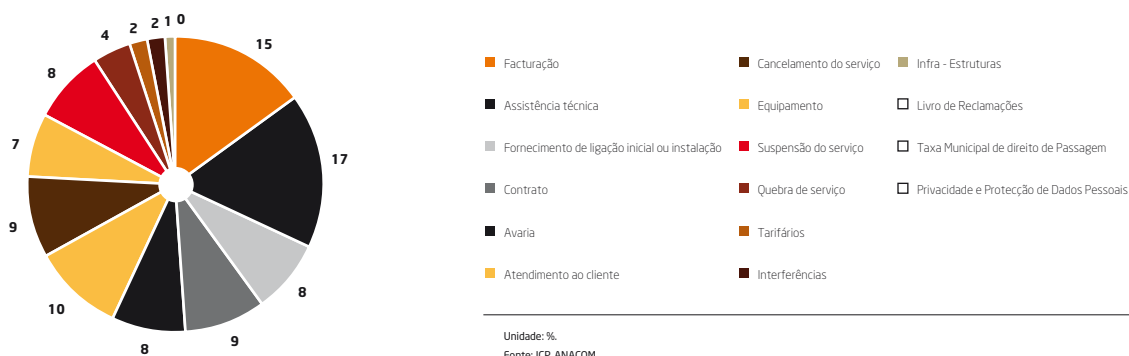 0
1
2
2
4
15
8
17
7
9
8
10
9
8
Facturação
Assistência técnica
Fornecimento de ligação inicial ou instalação
Contrato
Avaria
Atendimento ao cliente
Cancelamento do serviço
Equipamento
Suspensão do serviço
Quebra de serviço
Tarifários
Interferências
Infra - Estruturas
Livro de Reclamações
Taxa Municipal de direito de Passagem
Privacidade e Protecção de Dados Pessoais
Unidade: %.
Fonte: ICP-ANACOM